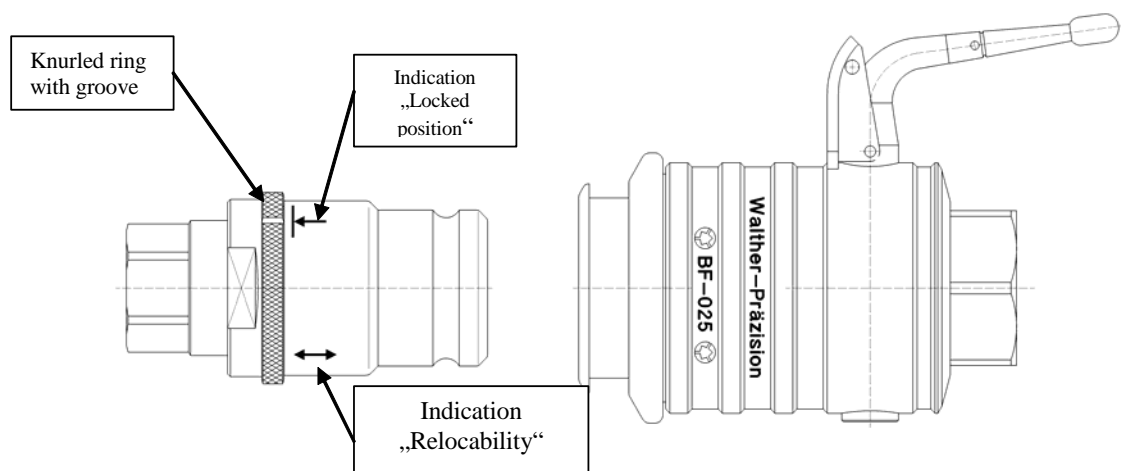 Knurled ring
with groove
Indication
„Locked
position“
Indication
„Relocability“
BF-025
Walther-Präzision